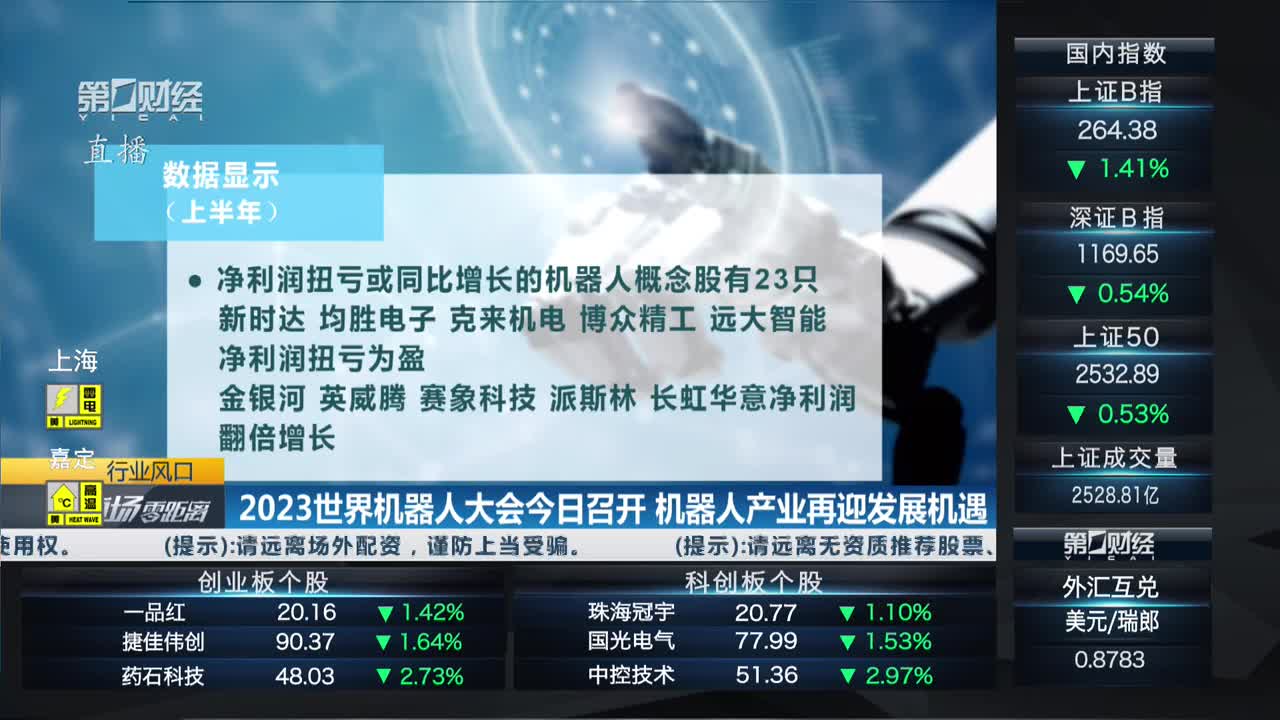 第一财经
YICAI
直播
数据显示
（上半年）
● 净利润扭亏或同比增长的机器人概念股有23只
新时达 均胜电子 克来机电 博众精工 远大智能
净利润扭亏为盈
金银河 英威腾 赛象科技 派斯林 长虹华意净利润
翻倍增长
上海
雷电
黄 LIGHTNING
嘉定
℃ 高温
黄 HEAT WAVE
行业风口
市场零距离
2023世界机器人大会今日召开 机器人产业再迎发展机遇
使用权。 (提示):请远离场外配资，谨防上当受骗。 (提示):请远离无资质推荐股票、
创业板个股
一品红 20.16 ▼ 1.42%
捷佳伟创 90.37 ▼ 1.64%
药石科技 48.03 ▼ 2.73%
科创板个股
珠海冠宇 20.77 ▼ 1.10%
国光电气 77.99 ▼ 1.53%
中控技术 51.36 ▼ 2.97%
国内指数
上证B指
264.38
▼ 1.41%
深证B指
1169.65
▼ 0.54%
上证50
2532.89
▼ 0.53%
上证成交量
2528.81亿
第一财经
YICAI
外汇互兑
美元/瑞郎
0.8783